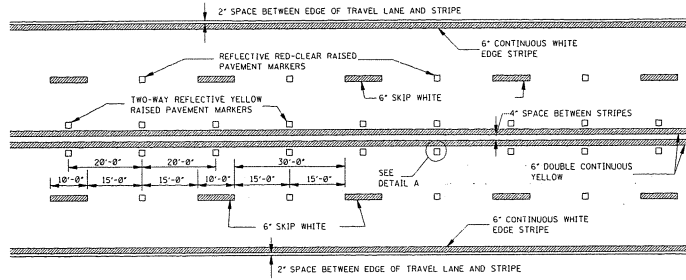 2" SPACE BETWEEN EDGE OF TRAVEL LANE AND STRIPE
6" CONTINUOUS WHITE
EDGE STRIPE
REFLECTIVE RED-CLEAR RAISED
PAVEMENT MARKERS
6" SKIP WHITE
TWO-WAY REFLECTIVE YELLOW
RAISED PAVEMENT MARKERS
4" SPACE BETWEEN STRIPES
20'-0" 20'-0" 30'-0"
10'-0" 15'-0" 15'-0" 10'-0" 15'-0" 15'-0"
SEE
DETAIL A
6" DOUBLE CONTINUOUS
YELLOW
6" SKIP WHITE
6" CONTINUOUS WHITE
EDGE STRIPE
2" SPACE BETWEEN EDGE OF TRAVEL LANE AND STRIPE